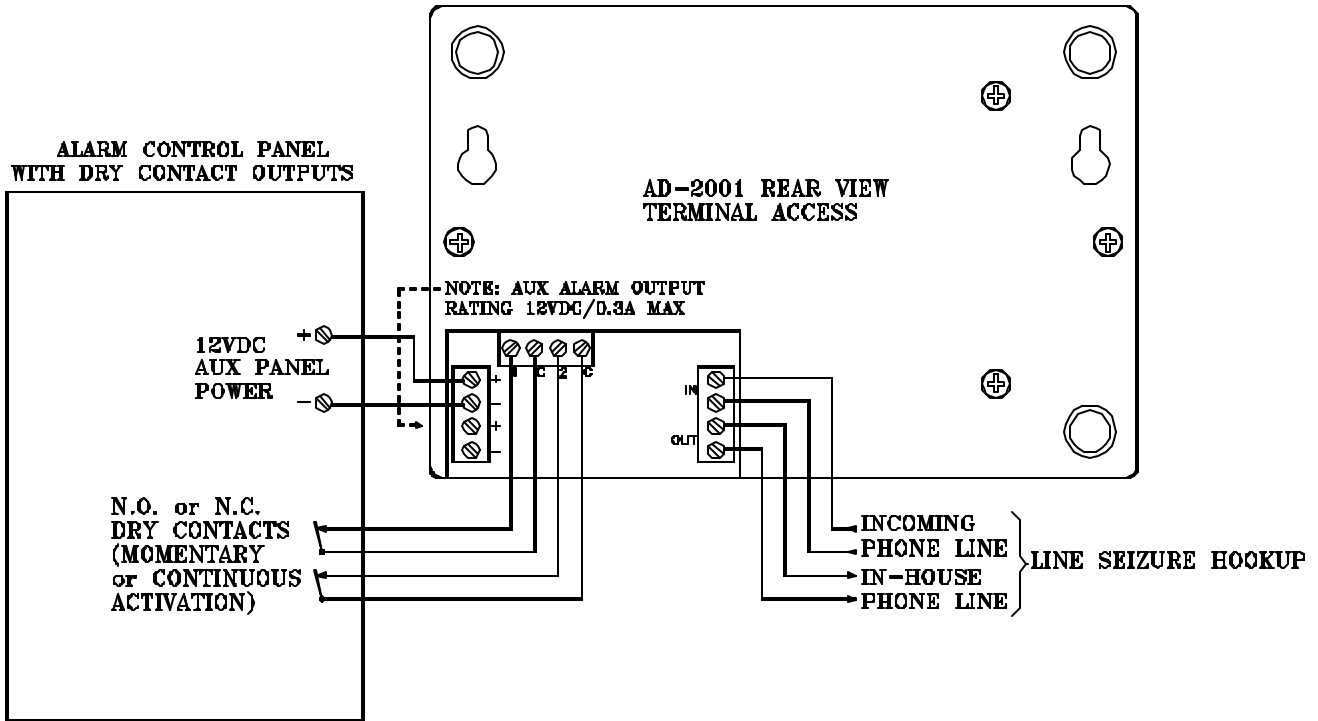 ALARM CONTROL PANEL
WITH DRY CONTACT OUTPUTS
AD-2001 REAR VIEW
TERMINAL ACCESS
NOTE: AUX ALARM OUTPUT
RATING 12VDC/0.3A MAX
12VDC
AUX PANEL
POWER
+
-
1 C 2 C
+
-
+
-
IN
OUT
N.O. or N.C.
DRY CONTACTS
(MOMENTARY
or CONTINUOUS
ACTIVATION)
INCOMING
PHONE LINE
IN-HOUSE
PHONE LINE
LINE SEIZURE HOOKUP